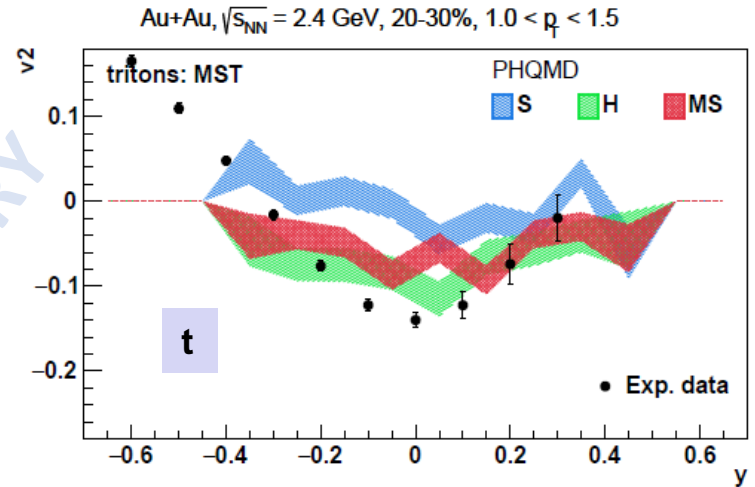 Au+Au, √sNN = 2.4 GeV, 20-30%, 1.0 < pT < 1.5
v2
tritons: MST
PHQMD
S H MS
0.1
0
−0.1
−0.2
t
Exp. data
−0.6 −0.4 −0.2 0 0.2 0.4 0.6
y
RY